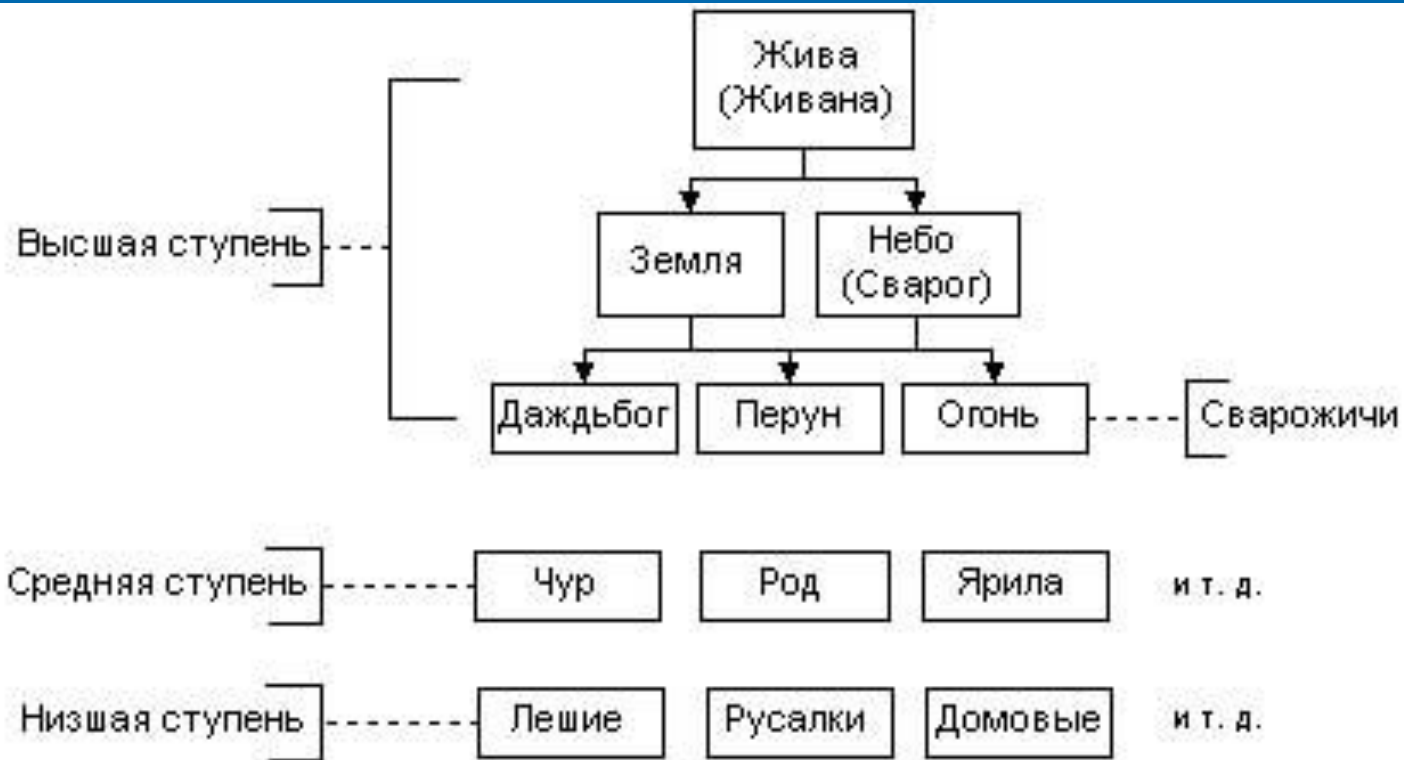 Жива
(Живана)
Высшая ступень
Земля
Небо
(Сварог)
Даждьбог
Перун
Огонь
Сварожичи
Средняя ступень
Чур
Род
Ярила
и т. д.
Низшая ступень
Лешие
Русалки
Домовые
и т. д.